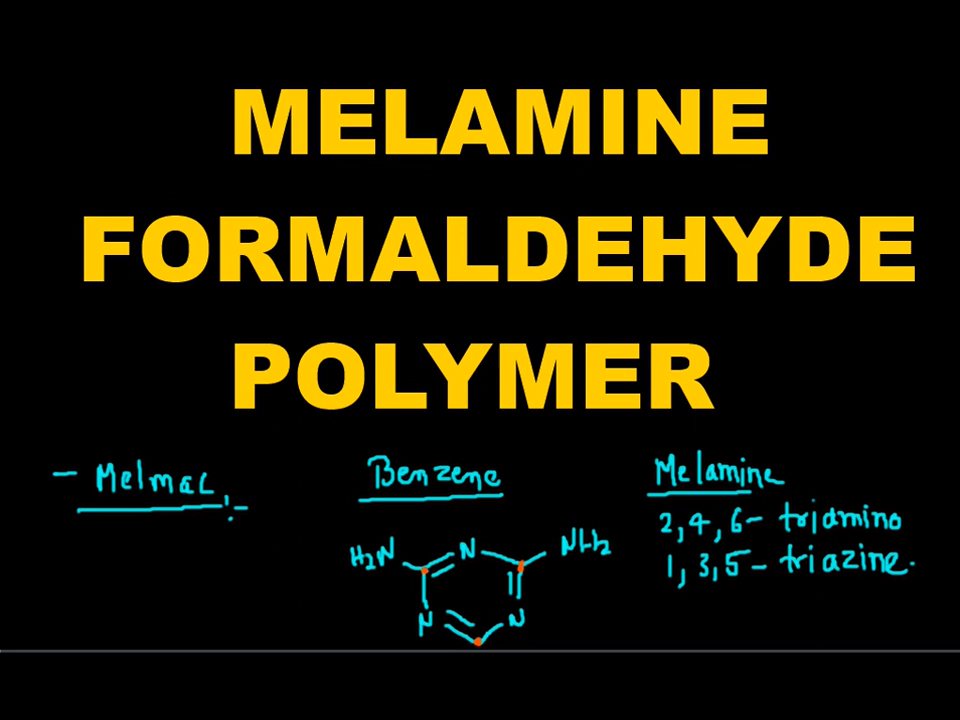 MELAMINE
FORMALDEHYDE
POLYMER
- Melmac :-
Benzene
Melamine
2,4,6- triamino
1,3,5- triazine.
H2N N NH2
N N